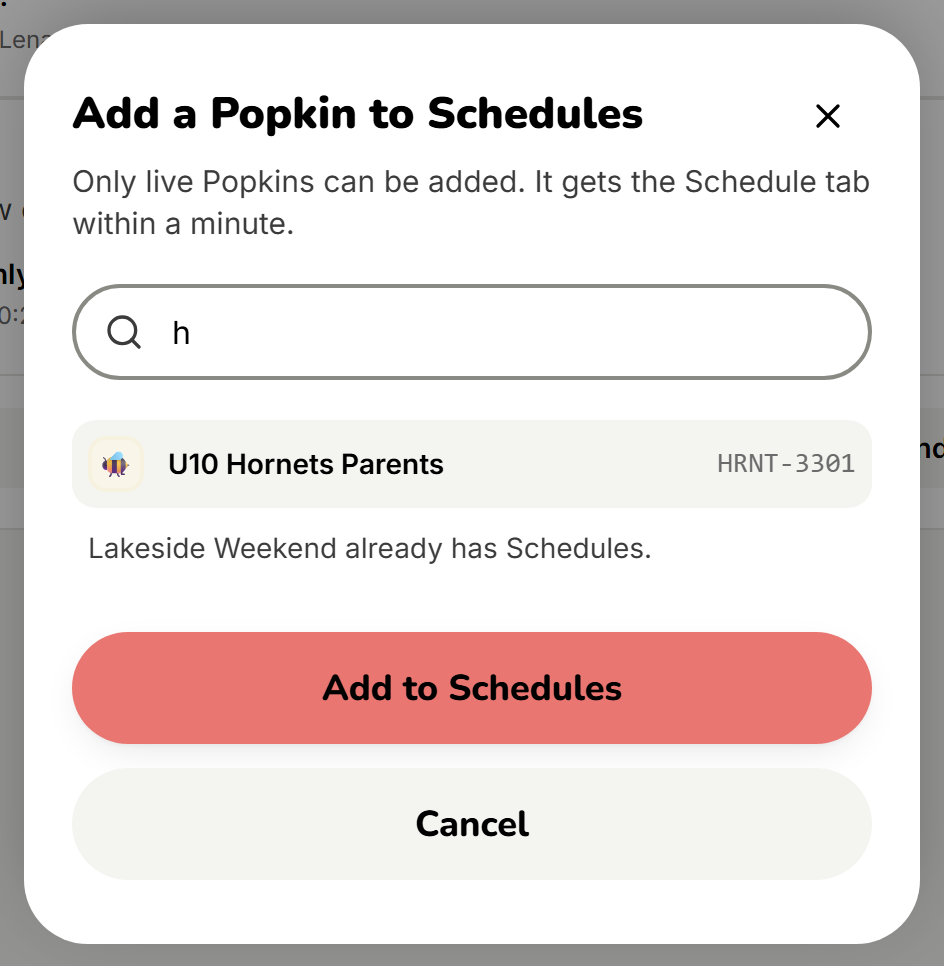 Add a Popkin to Schedules
Only live Popkins can be added. It gets the Schedule tab
within a minute.
h
U10 Hornets Parents HRNT-3301
Lakeside Weekend already has Schedules.
Add to Schedules
Cancel